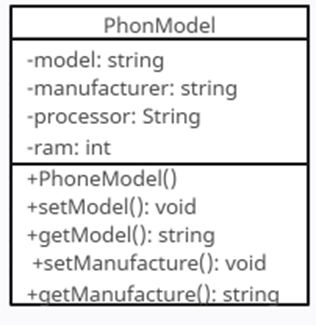 PhonModel
-model: string
-manufacturer: string
-processor: String
-ram: int
+PhoneModel()
+setModel(): void
+getModel(): string
+setManufacture(): void
+getManufacture(): string